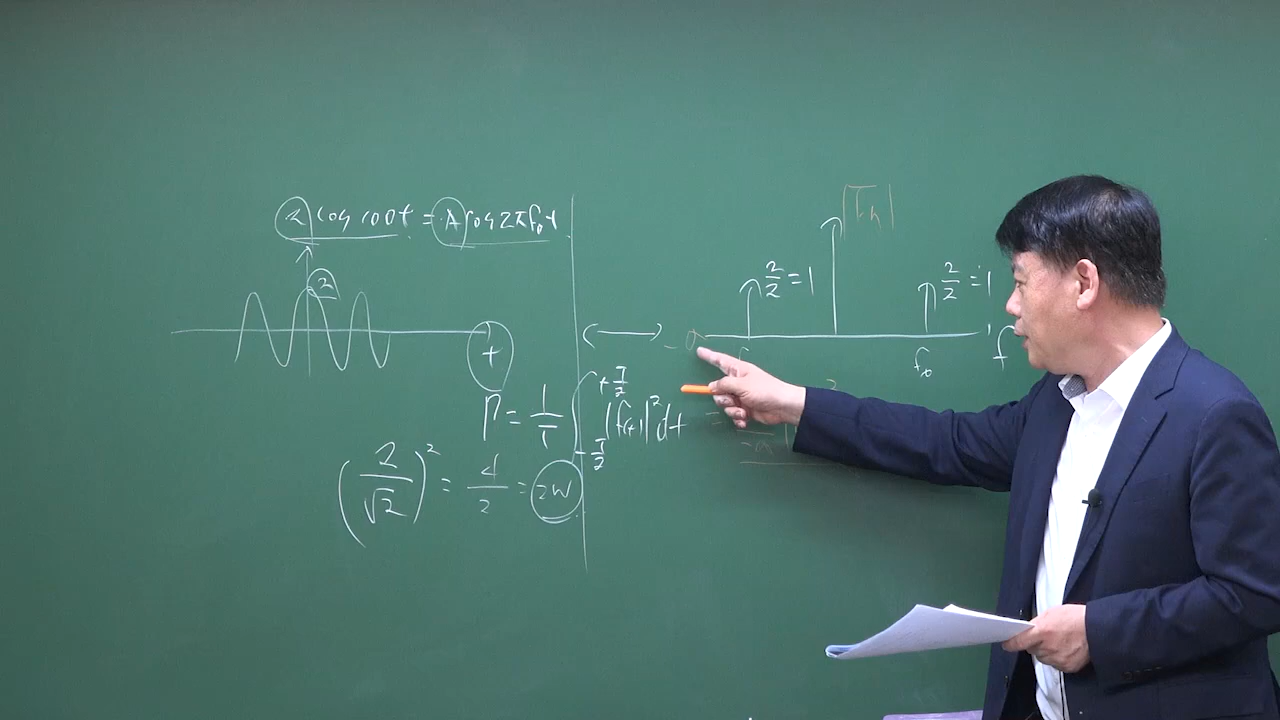 2 cos 100t = A cos 2πf₀t
2
t
P = 1/T ∫ -T/2 +T/2 |f(t)|² dt
(2/√2)² = 4/2 = 2W
|Fn|
2/2 = 1
2/2 = 1
f₀
f